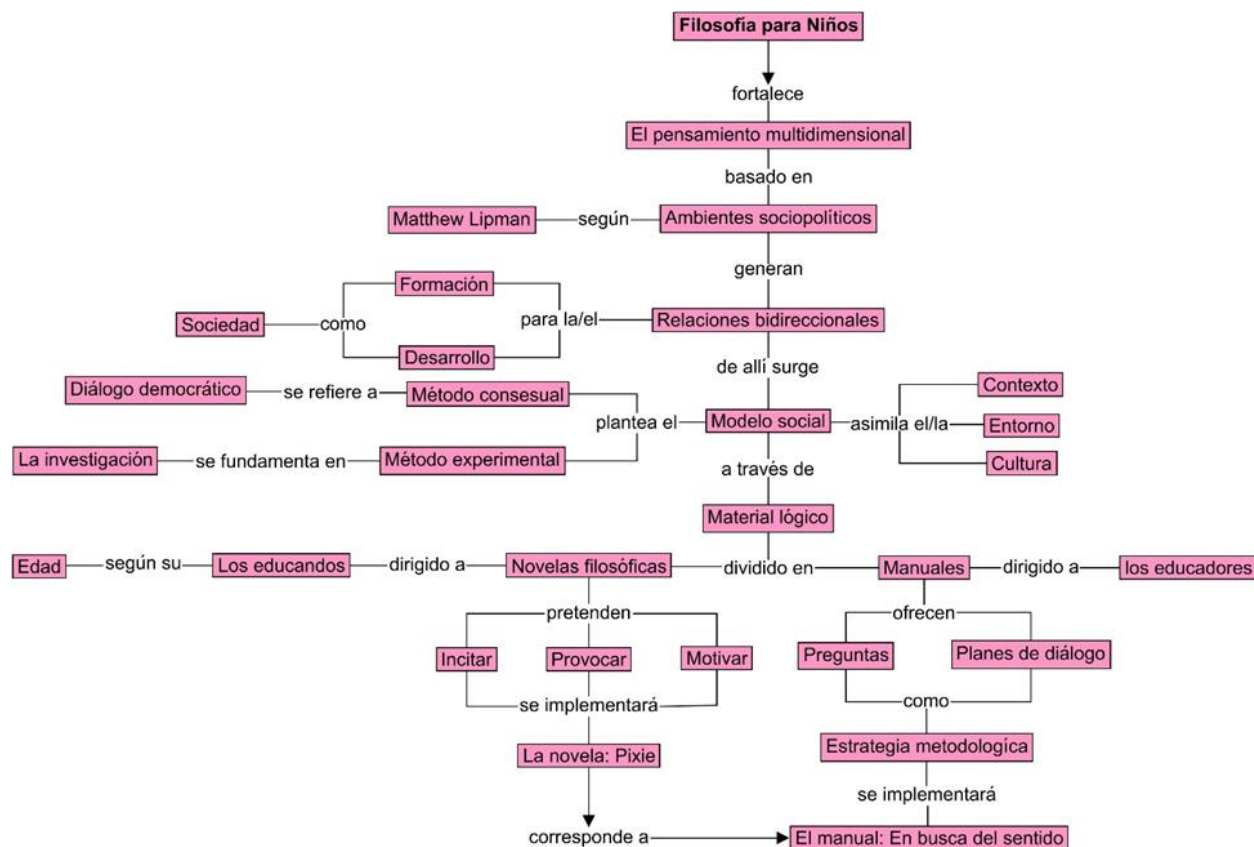 Filosofía para Niños
fortalece
El pensamiento multidimensional
basado en
Matthew Lipman según Ambientes sociopolíticos
generan
Formación
Sociedad como para la/el Relaciones bidireccionales
Desarrollo
de allí surge
Diálogo democrático se refiere a Método consesual
Contexto
plantea el Modelo social asimila el/la Entorno
La investigación se fundamenta en Método experimental
Cultura
a través de
Material lógico
Edad según su Los educandos dirigido a Novelas filosóficas dividido en Manuales dirigido a los educadores
pretenden ofrecen
Incitar Provocar Motivar Preguntas Planes de diálogo
se implementará como
La novela: Pixie Estrategia metodologíca
se implementará
corresponde a El manual: En busca del sentido